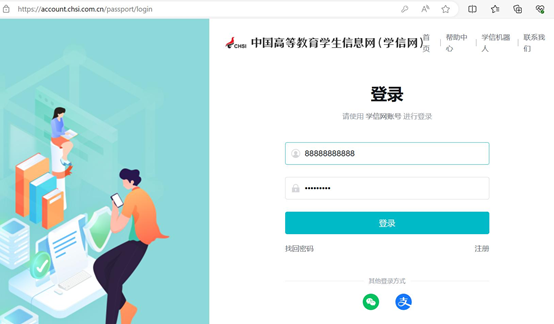 https://account.chsi.com.cn/passport/login
CHSI 中国高等教育学生信息网(学信网)
首页
帮助中心
学信机器人
联系我们
登录
请使用 学信网账号 进行登录
88888888888
•••••••••
登录
找回密码 注册
其他登录方式
支